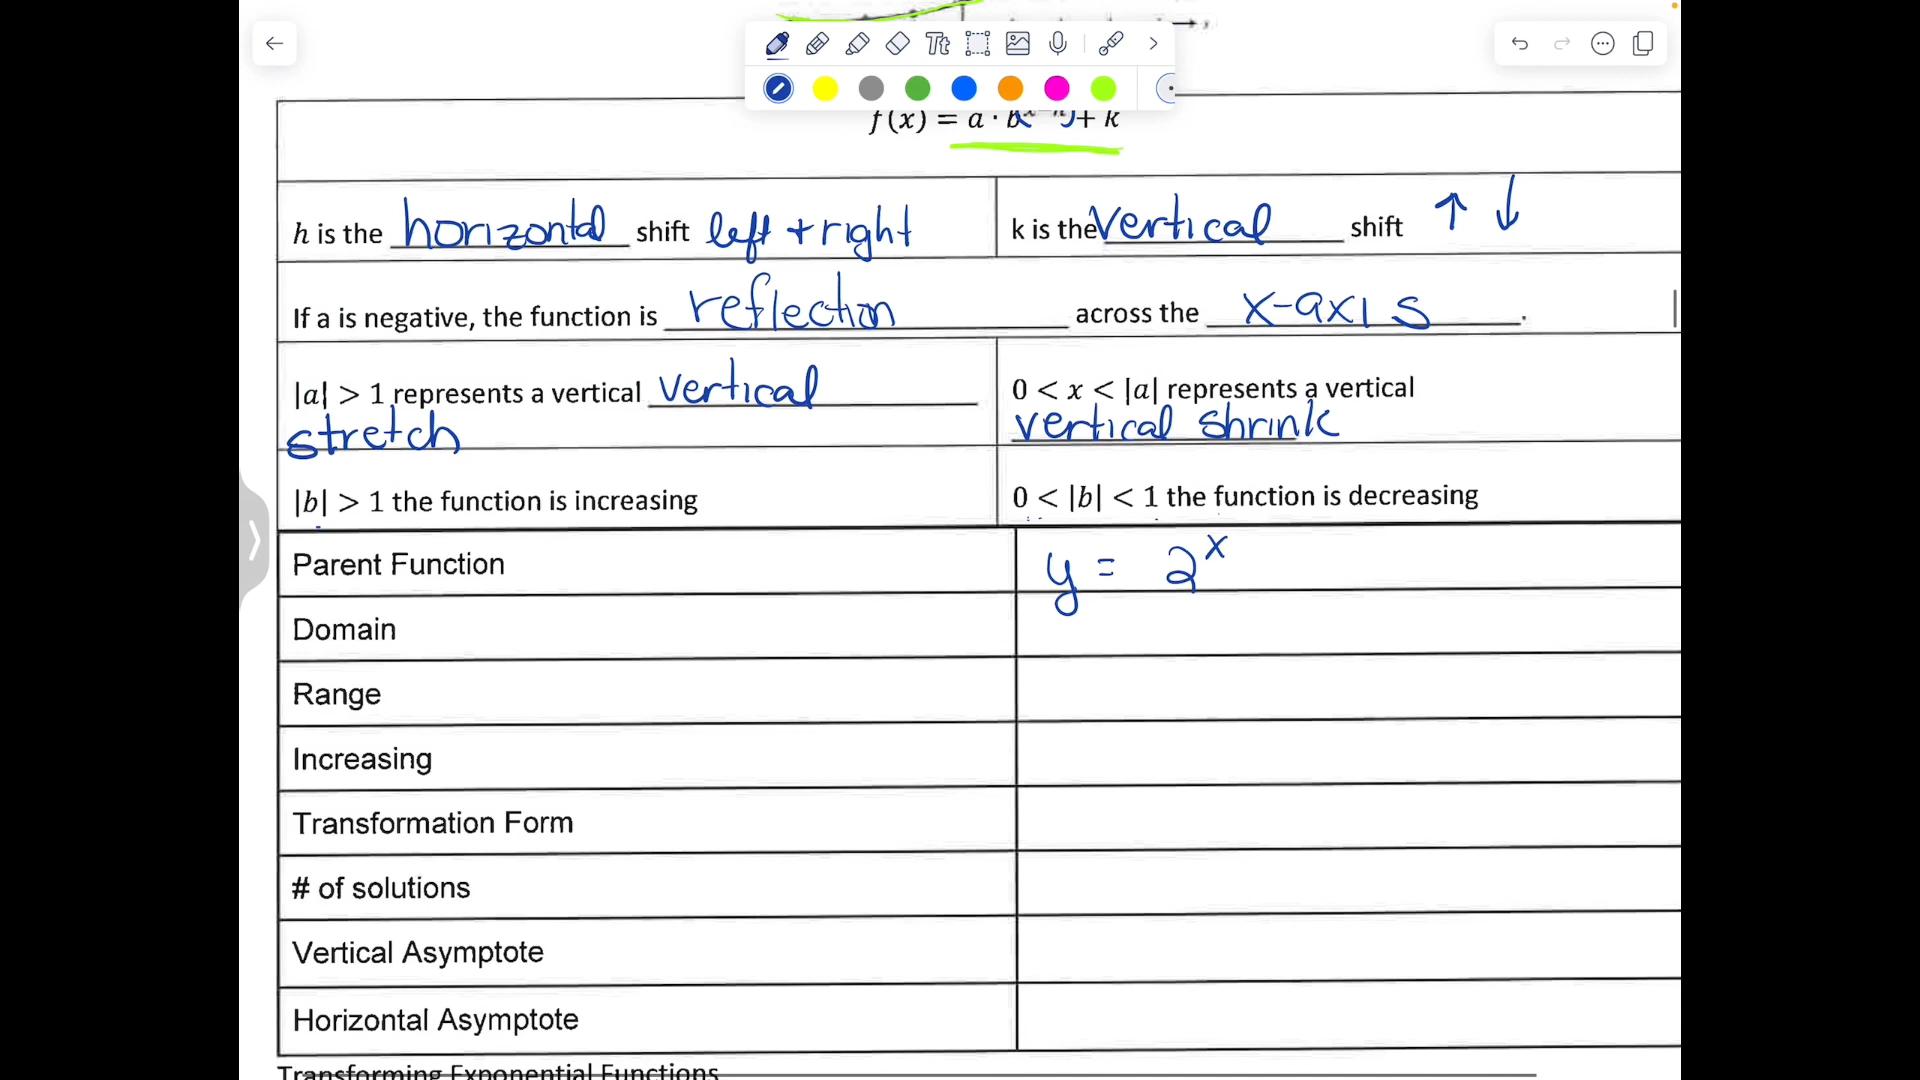 Tt
f(x) = a · b^(x-h) + k
h is the horizontal shift left + right
k is the vertical shift ↑ ↓
If a is negative, the function is reflection across the x-axis.
|a| > 1 represents a vertical vertical
stretch
0 < x < |a| represents a vertical
vertical shrink
|b| > 1 the function is increasing
0 < |b| < 1 the function is decreasing
Parent Function
y = 2^x
Domain
Range
Increasing
Transformation Form
# of solutions
Vertical Asymptote
Horizontal Asymptote
Transforming Exponential Functions